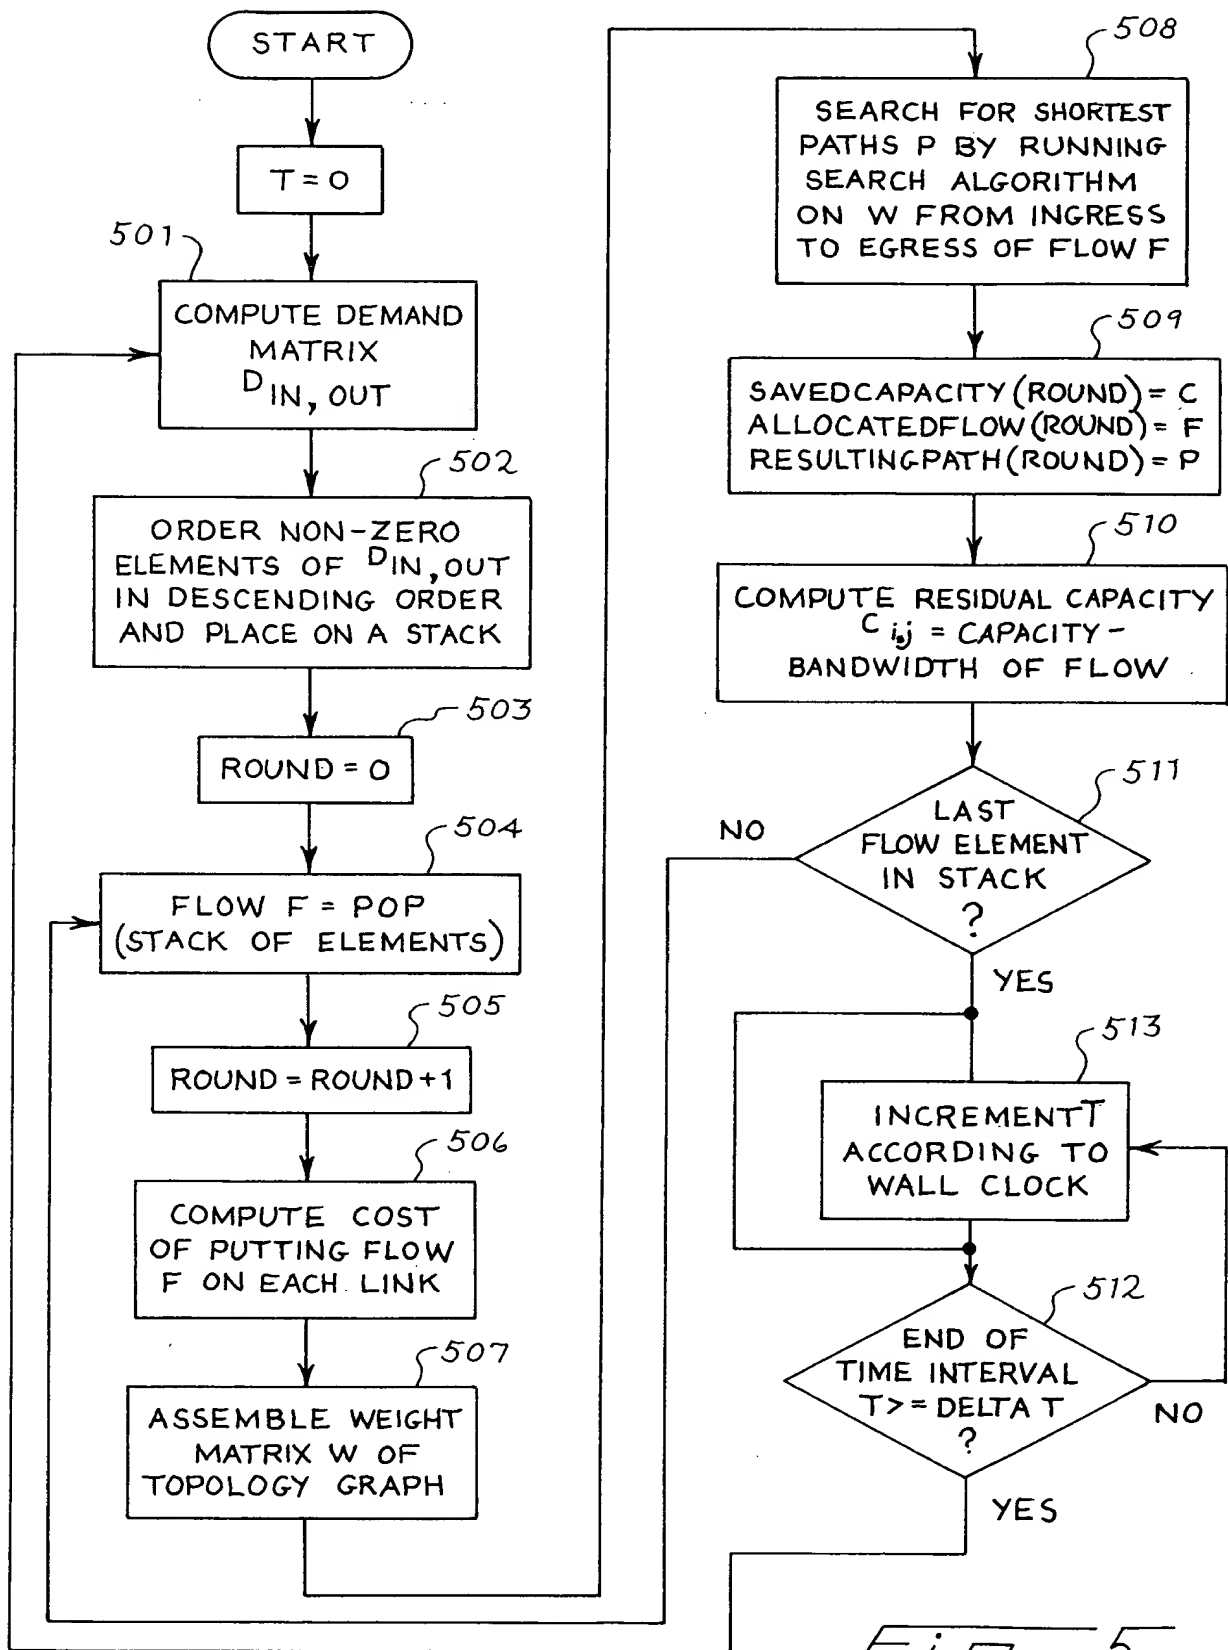 START
T = 0
501
COMPUTE DEMAND
MATRIX
D IN, OUT
502
ORDER NON-ZERO
ELEMENTS OF D IN, OUT
IN DESCENDING ORDER
AND PLACE ON A STACK
503
ROUND = 0
504
FLOW F = POP
(STACK OF ELEMENTS)
505
ROUND = ROUND + 1
506
COMPUTE COST
OF PUTTING FLOW
F ON EACH LINK
507
ASSEMBLE WEIGHT
MATRIX W OF
TOPOLOGY GRAPH
508
SEARCH FOR SHORTEST
PATHS P BY RUNNING
SEARCH ALGORITHM
ON W FROM INGRESS
TO EGRESS OF FLOW F
509
SAVEDCAPACITY (ROUND) = C
ALLOCATEDFLOW (ROUND) = F
RESULTINGPATH (ROUND) = P
510
COMPUTE RESIDUAL CAPACITY
C i,j = CAPACITY -
BANDWIDTH OF FLOW
511
LAST
FLOW ELEMENT
IN STACK
?
NO
YES
513
INCREMENT T
ACCORDING TO
WALL CLOCK
512
END OF
TIME INTERVAL
T > = DELTA T
?
NO
YES